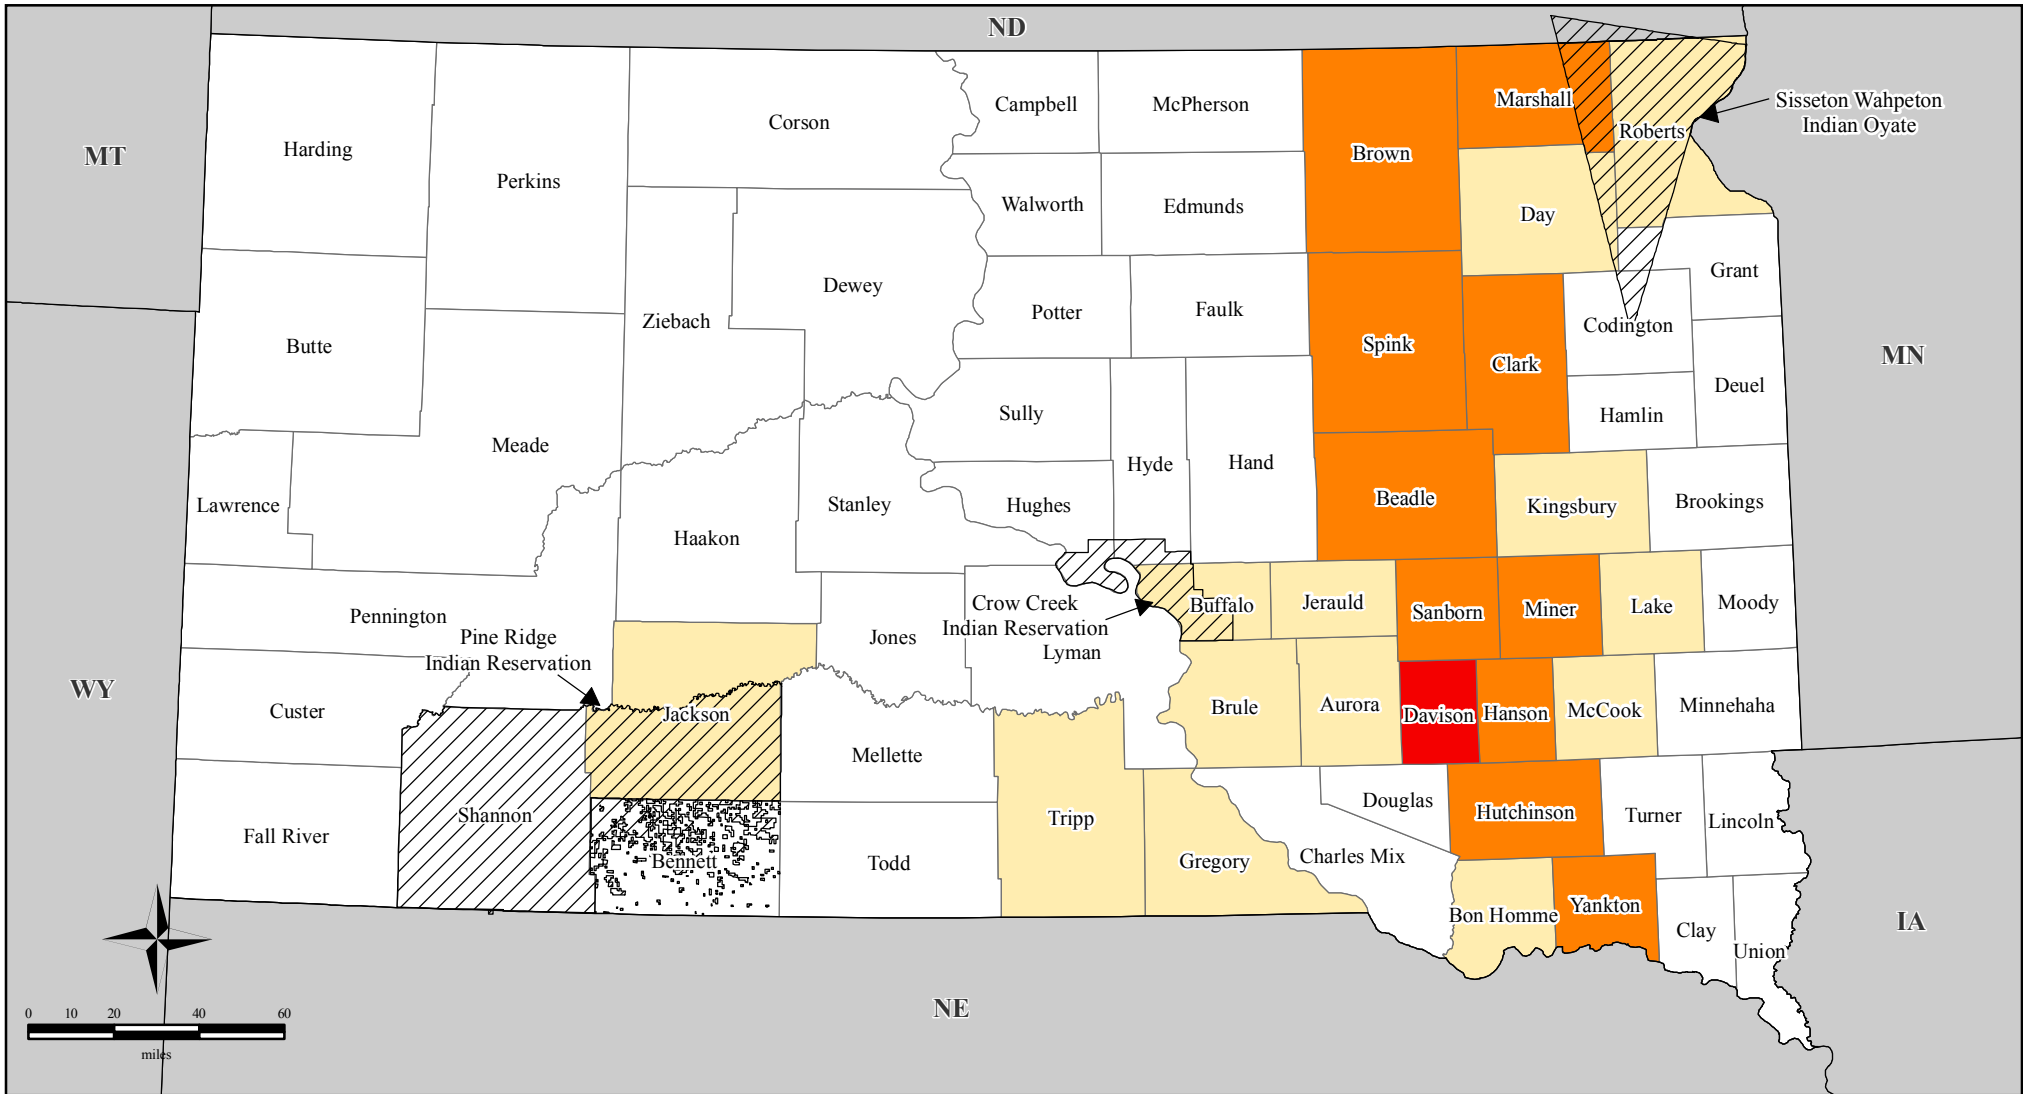 ND
MT
WY
MN
IA
NE
Harding
Perkins
Corson
Campbell
McPherson
Brown
Marshall
Roberts
Sisseton Wahpeton
Indian Oyate
Walworth
Edmunds
Day
Butte
Ziebach
Dewey
Potter
Faulk
Spink
Clark
Codington
Grant
Deuel
Hamlin
Meade
Sully
Hyde
Hand
Lawrence
Haakon
Stanley
Hughes
Beadle
Kingsbury
Brookings
Pennington
Pine Ridge
Indian Reservation
Jones
Crow Creek
Indian Reservation
Lyman
Buffalo
Jerauld
Sanborn
Miner
Lake
Moody
Custer
Jackson
Mellette
Brule
Aurora
Davison
Hanson
McCook
Minnehaha
Fall River
Shannon
Bennett
Todd
Tripp
Gregory
Charles Mix
Douglas
Hutchinson
Turner
Lincoln
Bon Homme
Yankton
Clay
Union
0 10 20 40 60
miles